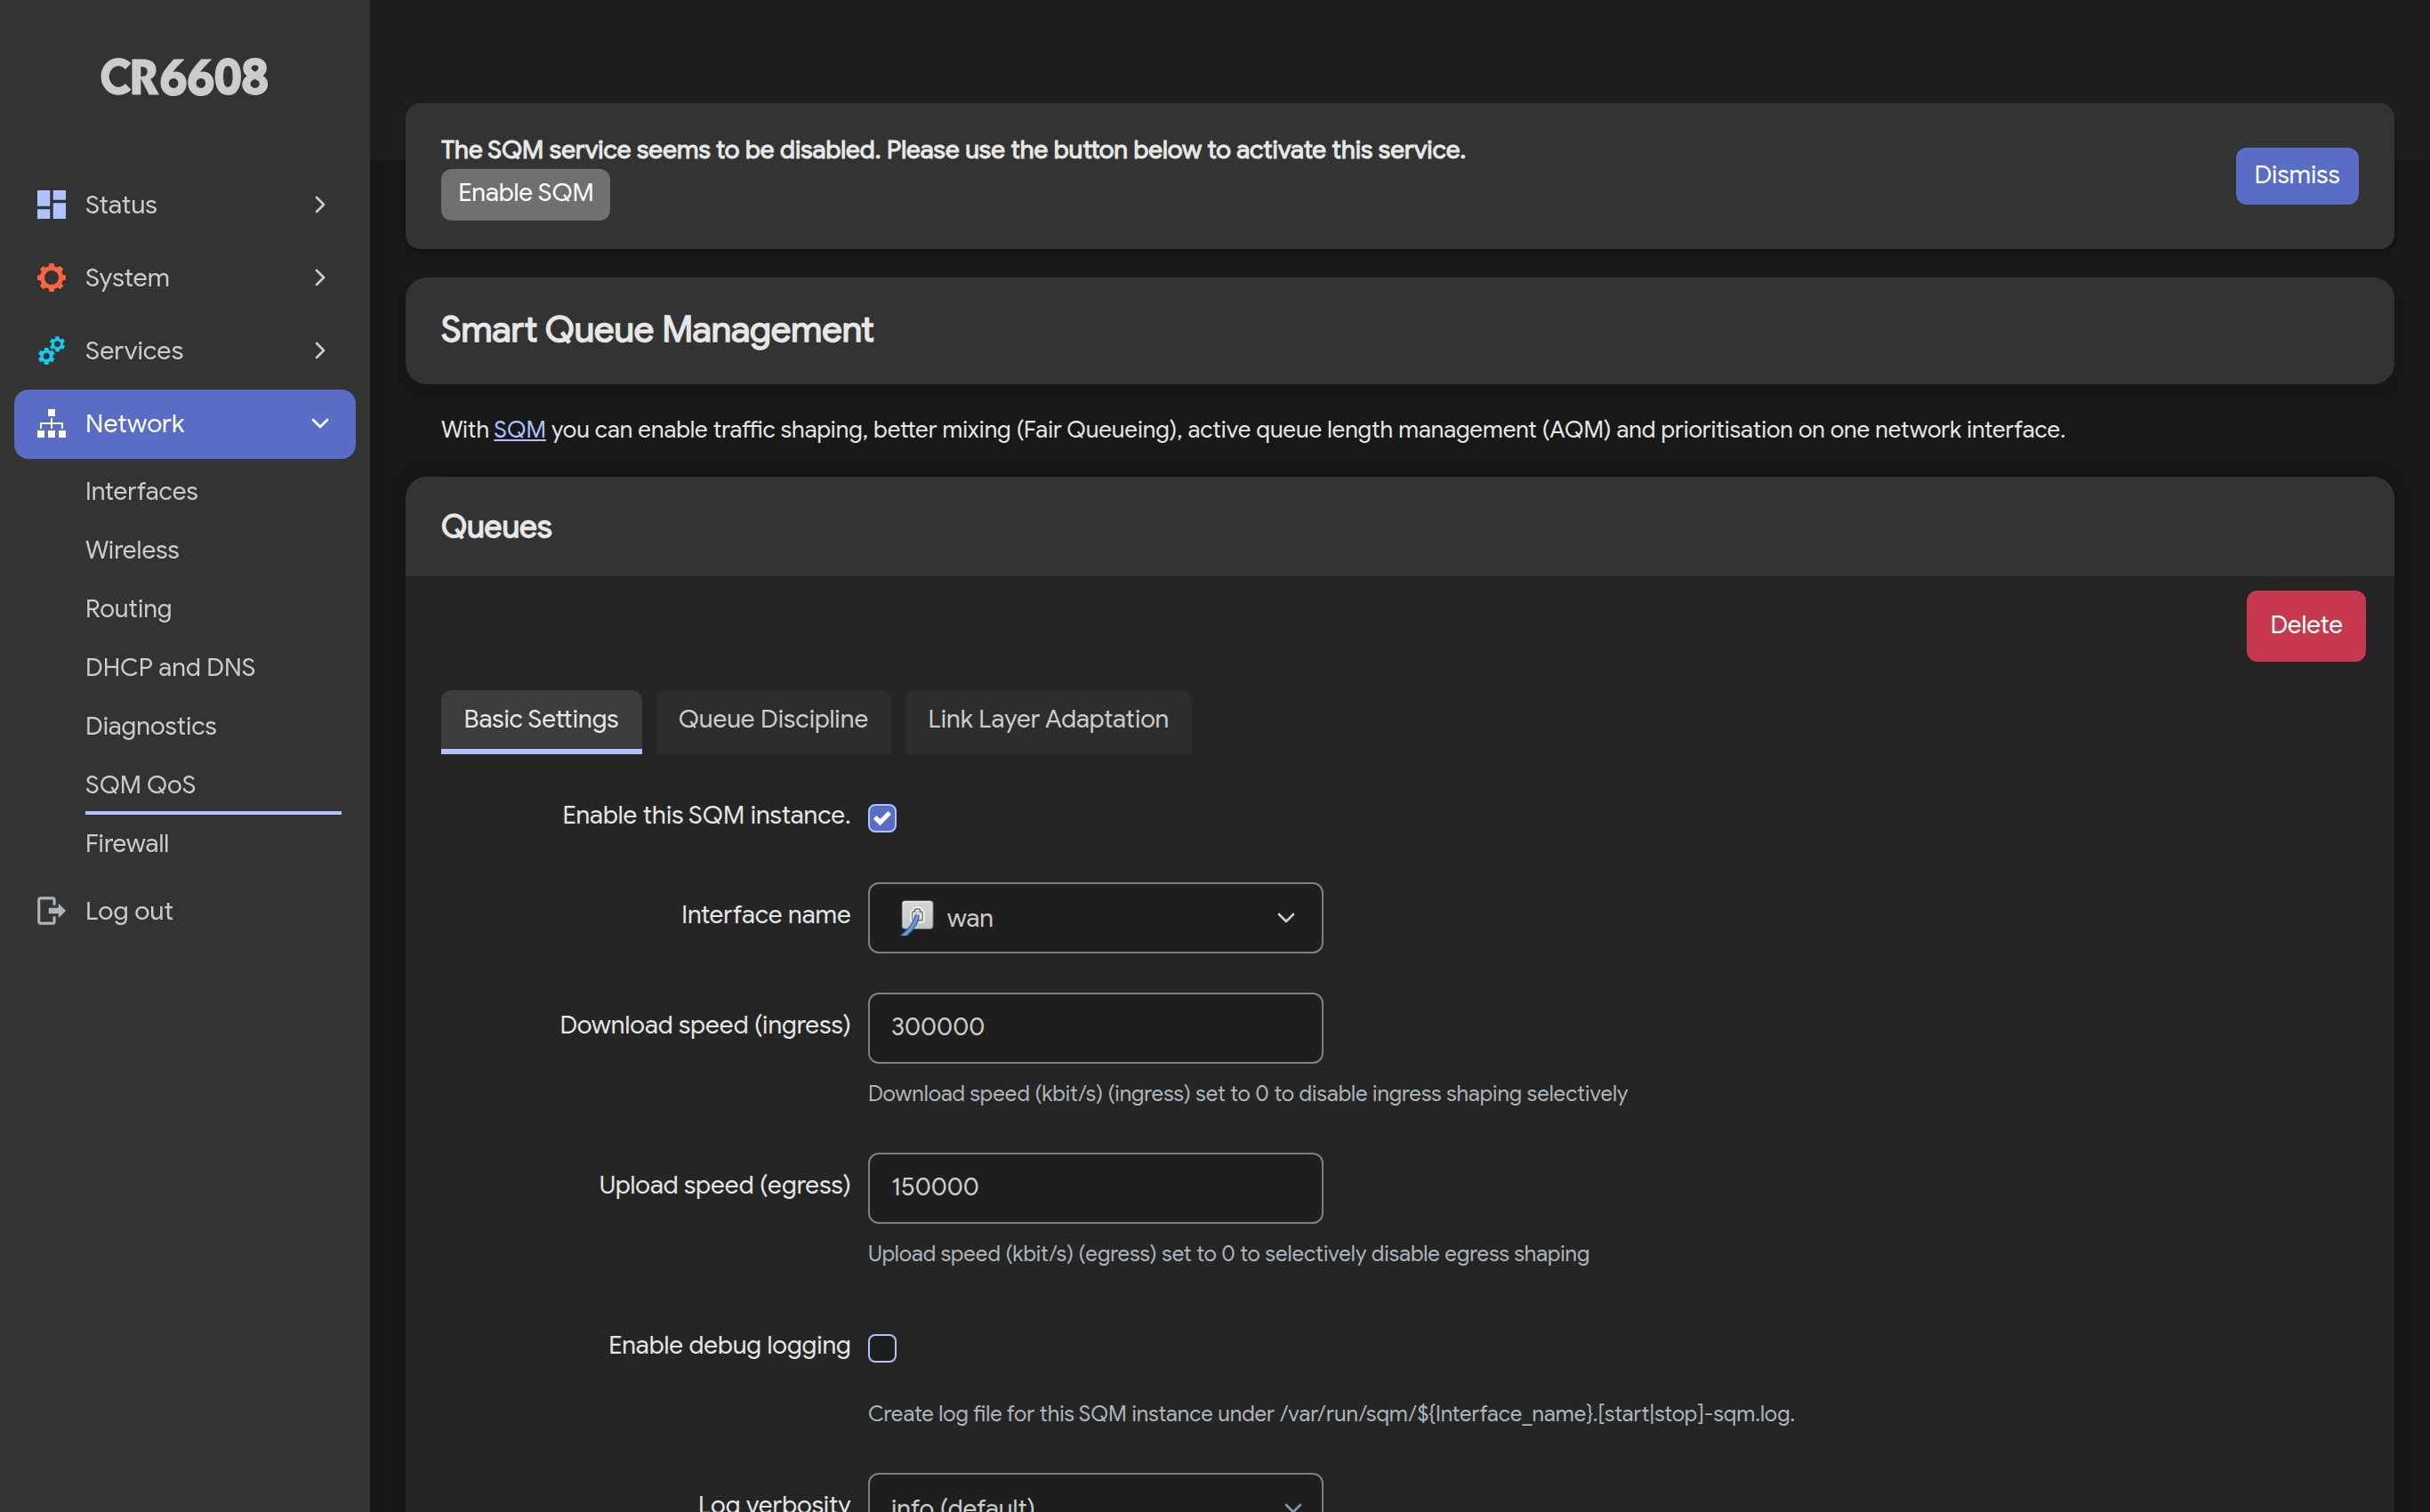 CR6608
Status
System
Services
Network
Interfaces
Wireless
Routing
DHCP and DNS
Diagnostics
SQM QoS
Firewall
Log out
The SQM service seems to be disabled. Please use the button below to activate this service.
Enable SQM
Dismiss
Smart Queue Management
With SQM you can enable traffic shaping, better mixing (Fair Queueing), active queue length management (AQM) and prioritisation on one network interface.
Queues
Delete
Basic Settings Queue Discipline Link Layer Adaptation
Enable this SQM instance.
Interface name wan
Download speed (ingress) 300000
Download speed (kbit/s) (ingress) set to 0 to disable ingress shaping selectively
Upload speed (egress) 150000
Upload speed (kbit/s) (egress) set to 0 to selectively disable egress shaping
Enable debug logging
Create log file for this SQM instance under /var/run/sqm/${Interface_name}.[start|stop]-sqm.log.
Log verbosity info (default)